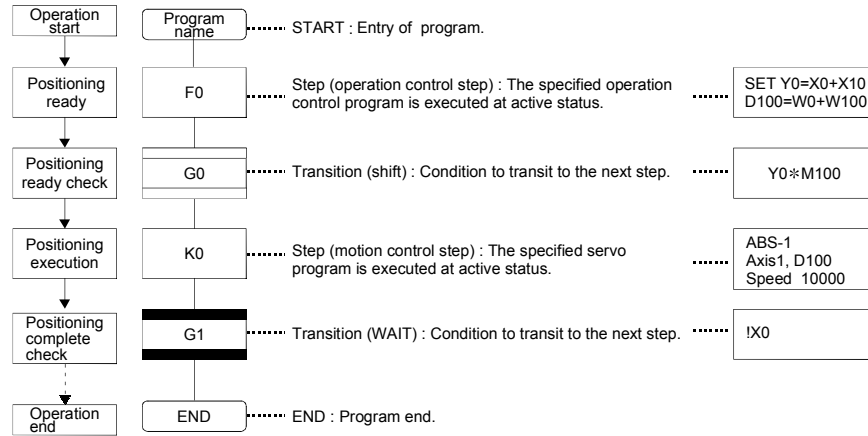 Operation
start
Program
name
START : Entry of program.
Positioning
ready
F0
Step (operation control step) : The specified operation
control program is executed at active status.
SET Y0=X0+X10
D100=W0+W100
Positioning
ready check
G0
Transition (shift) : Condition to transit to the next step.
Y0*M100
Positioning
execution
K0
Step (motion control step) : The specified servo
program is executed at active status.
ABS-1
Axis1, D100
Speed 10000
Positioning
complete
check
G1
Transition (WAIT) : Condition to transit to the next step.
!X0
Operation
end
END
END : Program end.